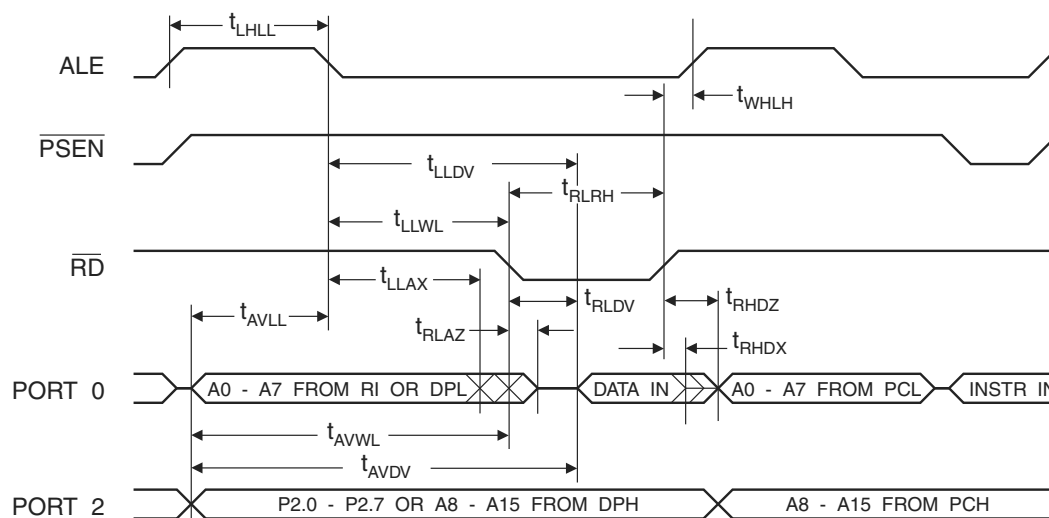 tLHLL
ALE
tWHLH
PSEN
tLLDV
tRLRH
tLLWL
RD
tLLAX
tRLDV
tRHDZ
tAVLL
tRLAZ
tRHDX
PORT 0
A0 - A7 FROM RI OR DPL
DATA IN
A0 - A7 FROM PCL
INSTR IN
tAVWL
tAVDV
PORT 2
P2.0 - P2.7 OR A8 - A15 FROM DPH
A8 - A15 FROM PCH